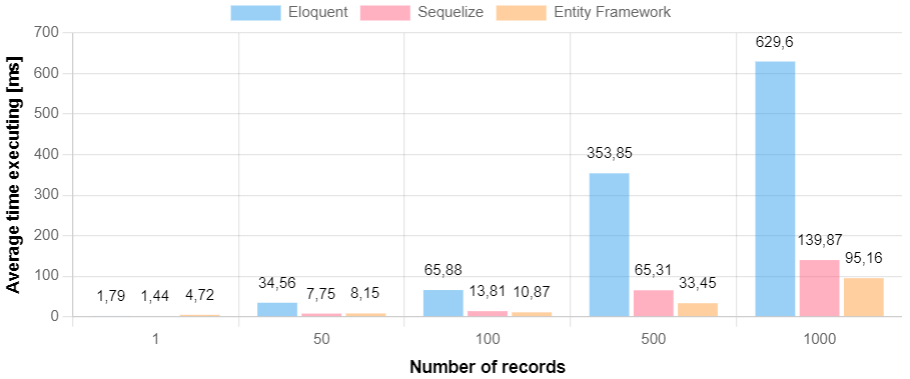 Eloquent Sequelize Entity Framework
Average time executing [ms]
700
600
500
400
300
200
100
0
1,79 1,44 4,72
34,56 7,75 8,15
65,88 13,81 10,87
353,85 65,31 33,45
629,6 139,87 95,16
1 50 100 500 1000
Number of records